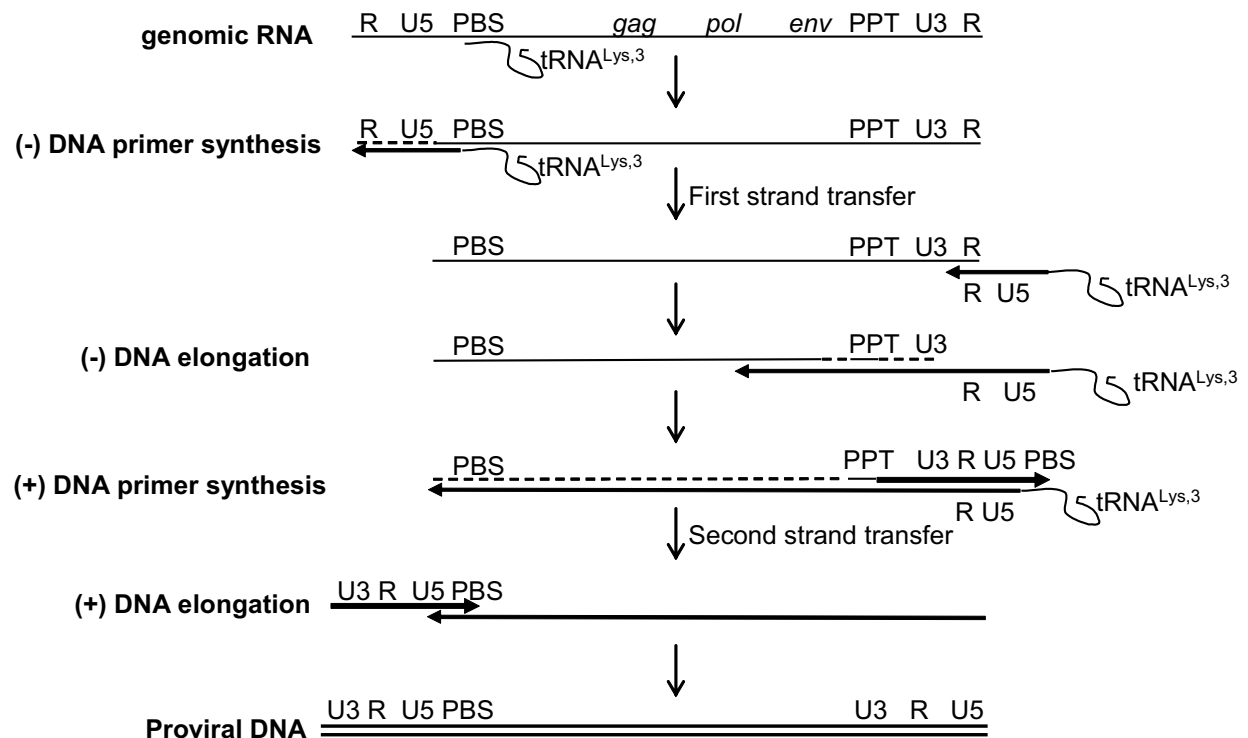 R U5 PBS gag pol env PPT U3 R
genomic RNA
tRNALys,3
R U5 PBS PPT U3 R
(-) DNA primer synthesis
tRNALys,3
First strand transfer
PBS PPT U3 R
R U5 tRNALys,3
(-) DNA elongation PBS PPT U3
R U5 tRNALys,3
PBS PPT U3 R U5 PBS
(+) DNA primer synthesis
R U5 tRNALys,3
Second strand transfer
U3 R U5 PBS
(+) DNA elongation
U3 R U5 PBS U3 R U5
Proviral DNA